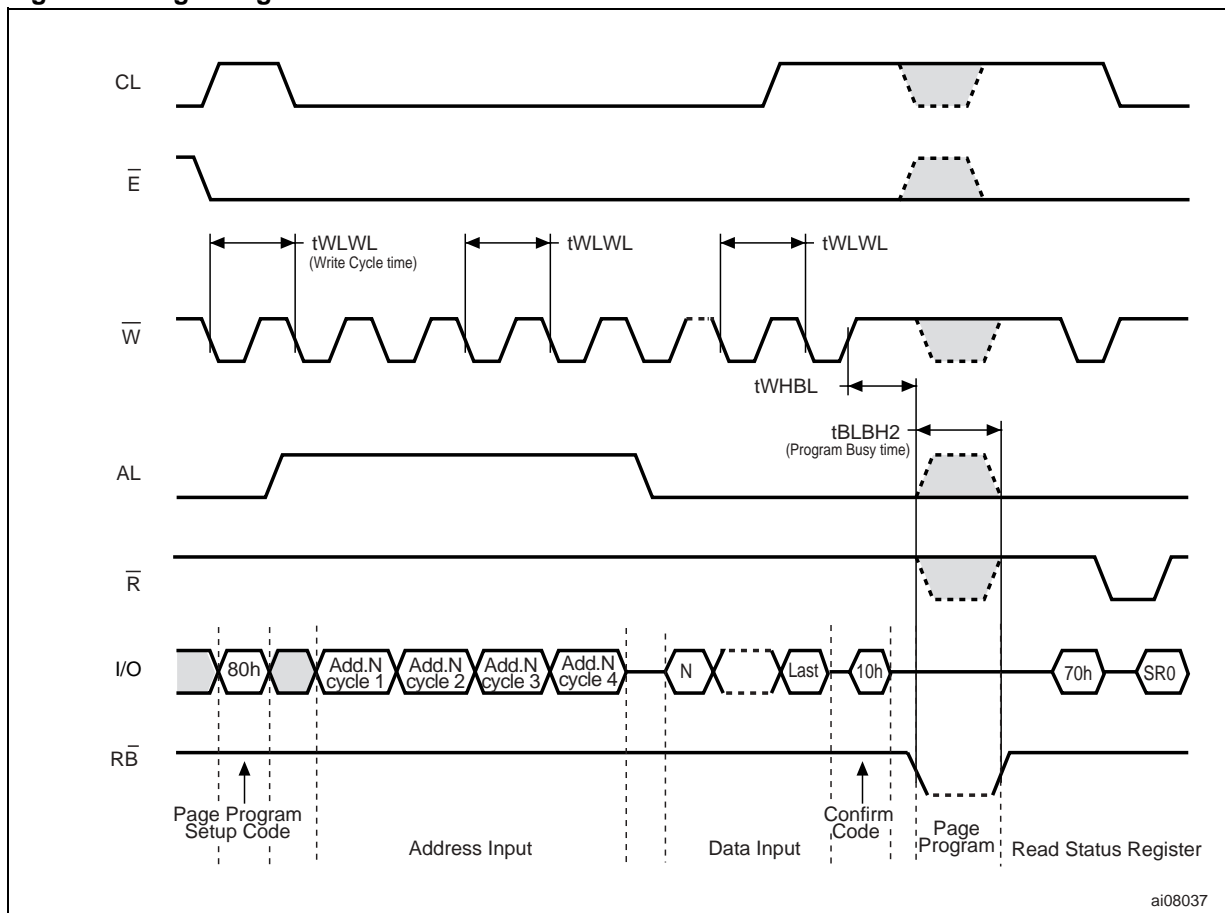 CL
E
tWLWL
tWLWL
tWLWL
(Write Cycle time)
W
tWHBL
tBLBH2
(Program Busy time)
AL
R
I/O
80h
Add.N
cycle 1
Add.N
cycle 2
Add.N
cycle 3
Add.N
cycle 4
N
Last
10h
70h
SR0
RB
Page Program
Setup Code
Address Input
Data Input
Confirm
Code
Page
Program
Read Status Register
ai08037